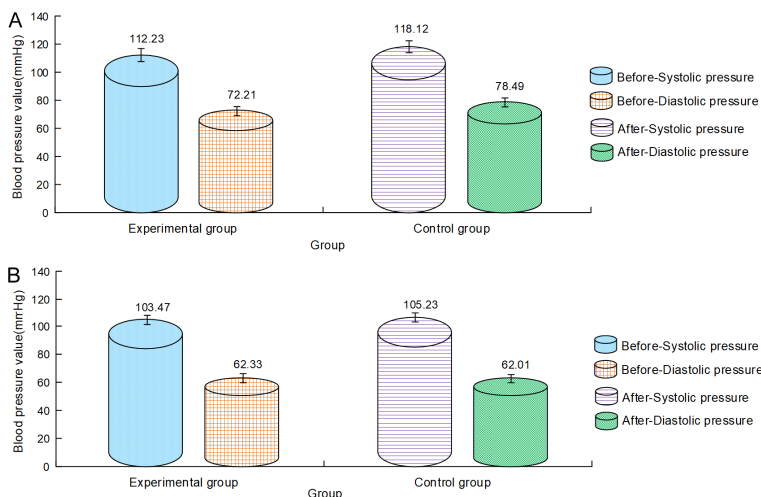 A
Blood pressure value(mmHg)
140
120
100
80
60
40
20
0
112.23
72.21
118.12
78.49
Experimental group
Control group
Group
Before-Systolic pressure
Before-Diastolic pressure
After-Systolic pressure
After-Diastolic pressure
B
Blood pressure value(mmHg)
140
120
100
80
60
40
20
0
103.47
62.33
105.23
62.01
Experimental group
Control group
Group
Before-Systolic pressure
Before-Diastolic pressure
After-Systolic pressure
After-Diastolic pressure